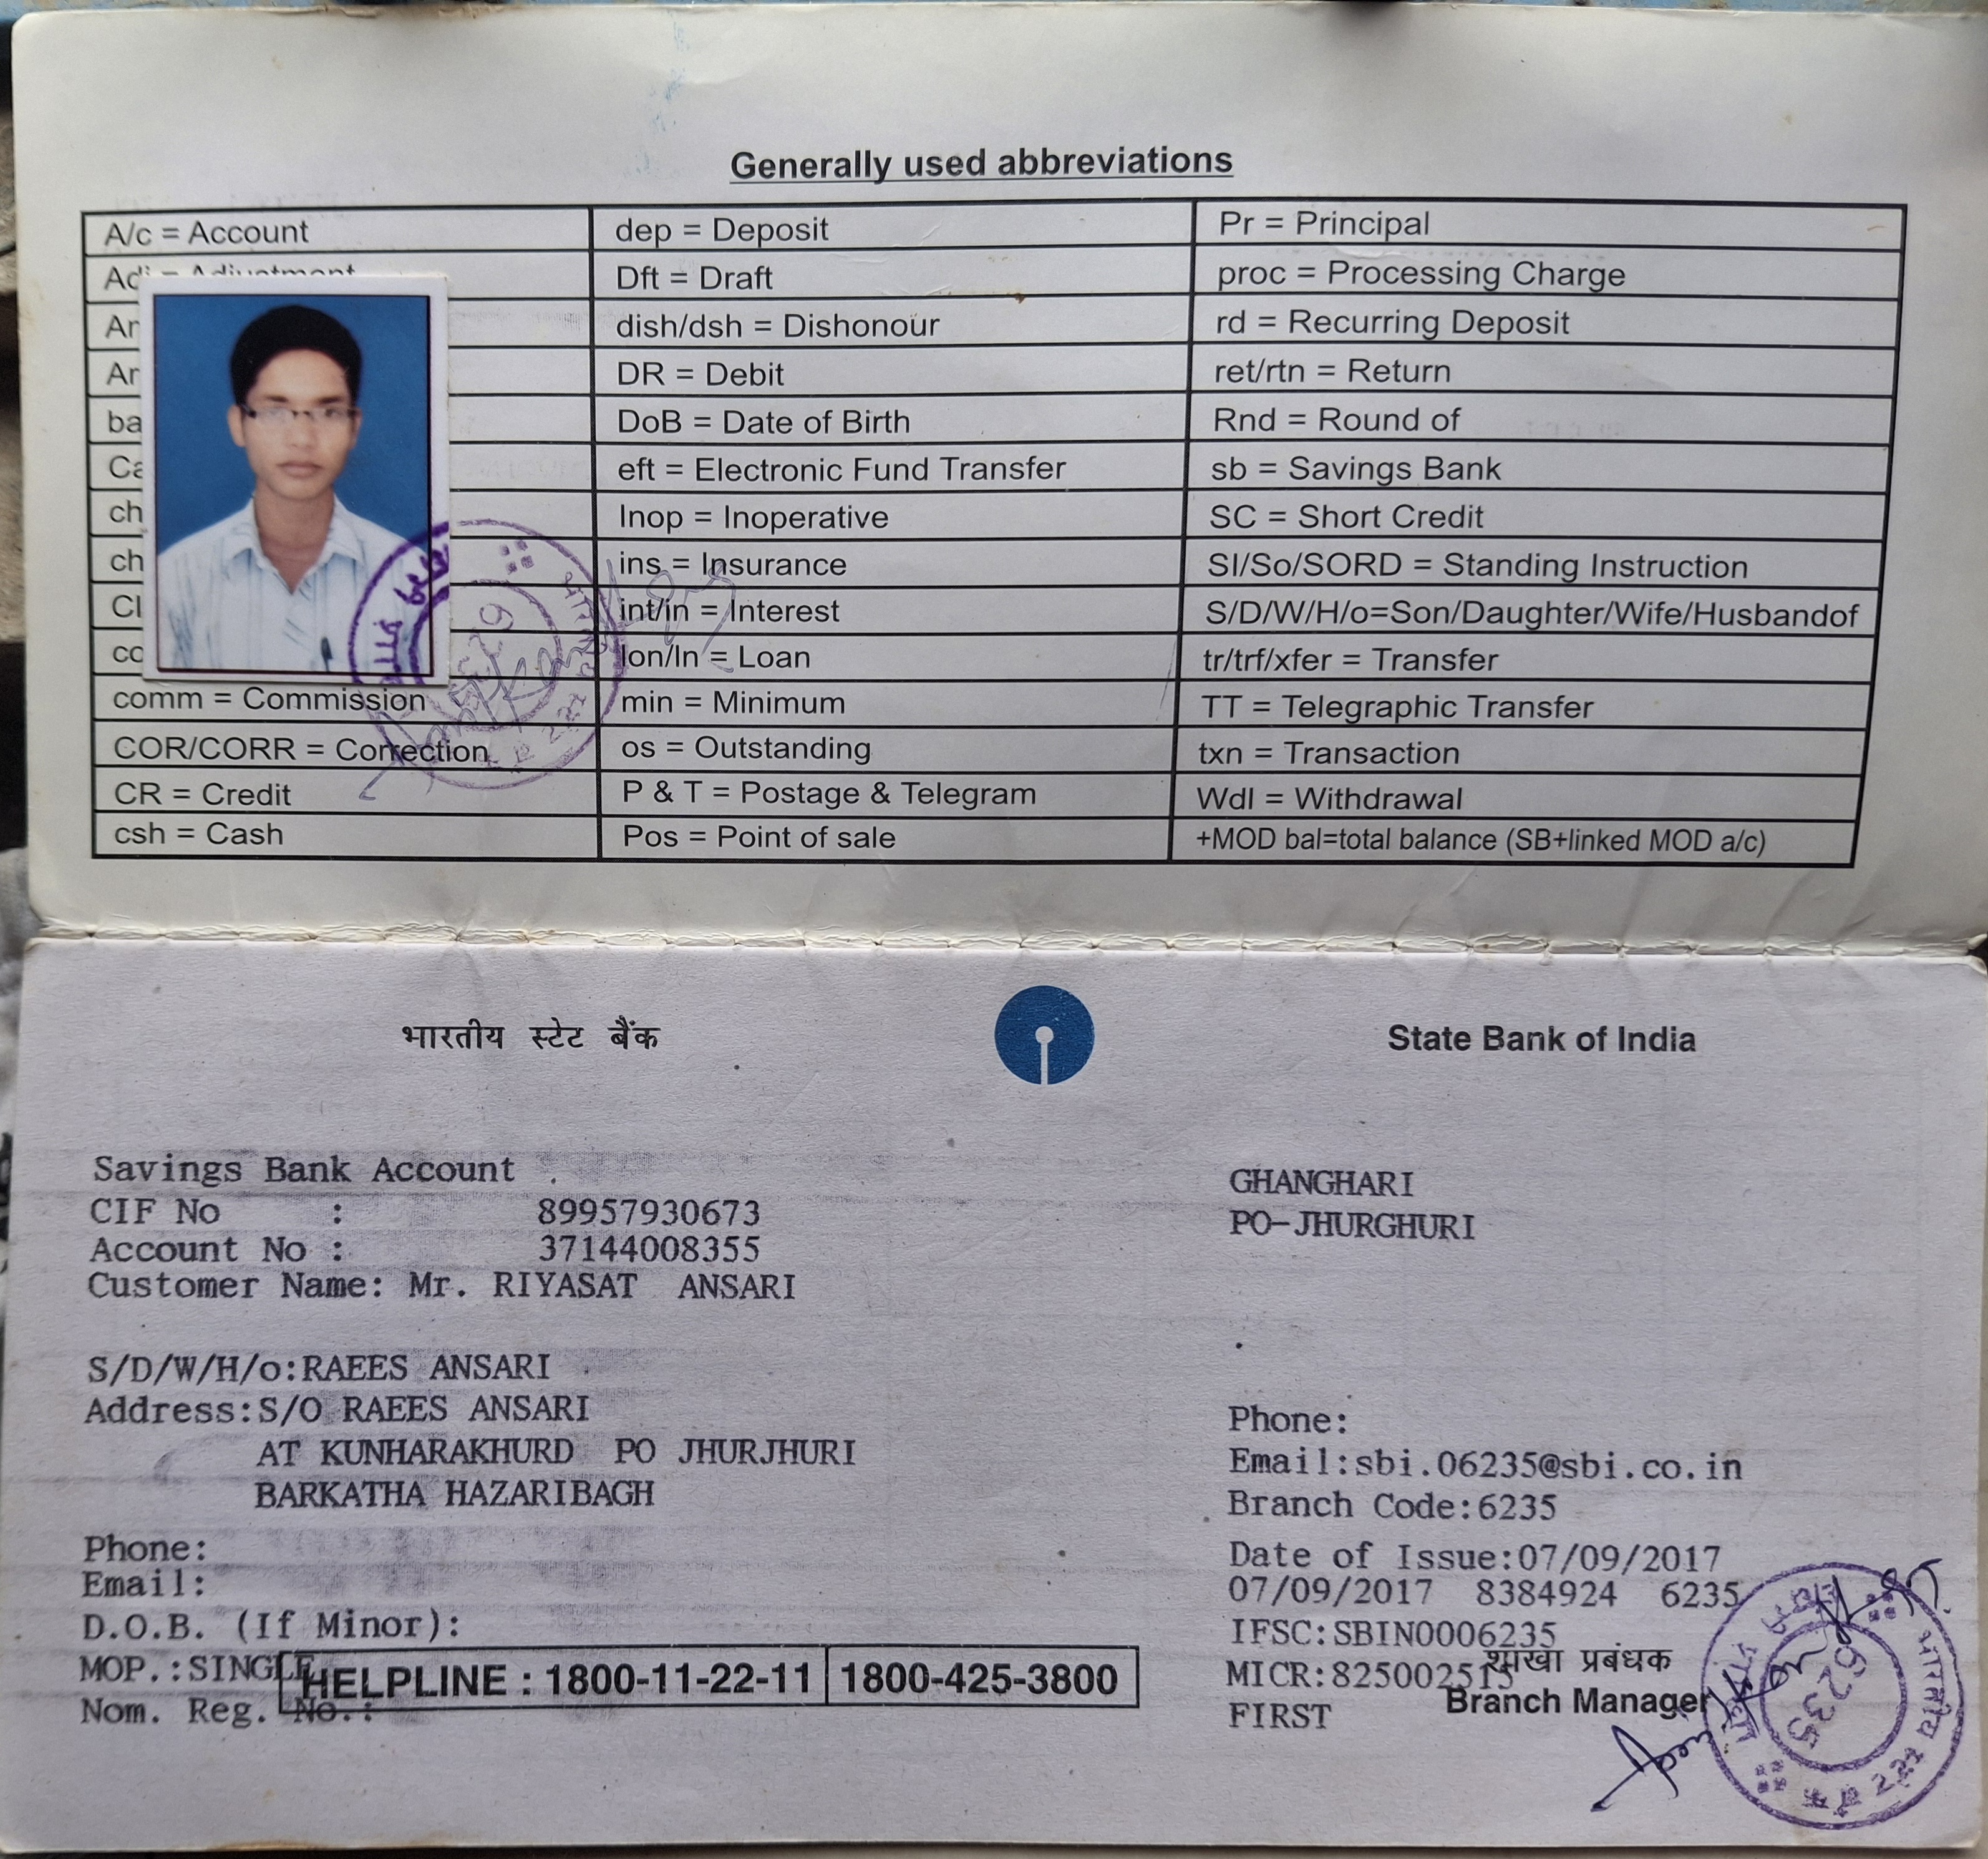 Generally used abbreviations
A/c = Account
dep = Deposit
Pr = Principal
Adj = Adjustment
Dft = Draft
proc = Processing Charge
dish/dsh = Dishonour
rd = Recurring Deposit
DR = Debit
ret/rtn = Return
ba
DoB = Date of Birth
Rnd = Round of
Ca
eft = Electronic Fund Transfer
sb = Savings Bank
ch
Inop = Inoperative
SC = Short Credit
ch
ins = Insurance
SI/So/SORD = Standing Instruction
int/in = Interest
S/D/W/H/o=Son/Daughter/Wife/Husbandof
lon/ln = Loan
tr/trf/xfer = Transfer
comm = Commission
min = Minimum
TT = Telegraphic Transfer
COR/CORR = Correction
os = Outstanding
txn = Transaction
CR = Credit
P & T = Postage & Telegram
Wdl = Withdrawal
csh = Cash
Pos = Point of sale
+MOD bal=total balance (SB+linked MOD a/c)
भारतीय स्टेट बैंक
State Bank of India
Savings Bank Account
CIF No : 89957930673
Account No : 37144008355
Customer Name: Mr. RIYASAT ANSARI
S/D/W/H/o:RAEES ANSARI
Address:S/O RAEES ANSARI
AT KUNHARAKHURD PO JHURJHURI
BARKATHA HAZARIBAGH
Phone:
Email:
D.O.B. (If Minor):
MOP.:SINGLE
Nom. Reg. No.:
HELPLINE : 1800-11-22-11 1800-425-3800
GHANGHARI
PO-JHURGHURI
Phone:
Email:sbi.06235@sbi.co.in
Branch Code:6235
Date of Issue:07/09/2017
07/09/2017 8384924 6235
IFSC:SBIN0006235
MICR:825002515
FIRST
शाखा प्रबंधक
Branch Manager
6235